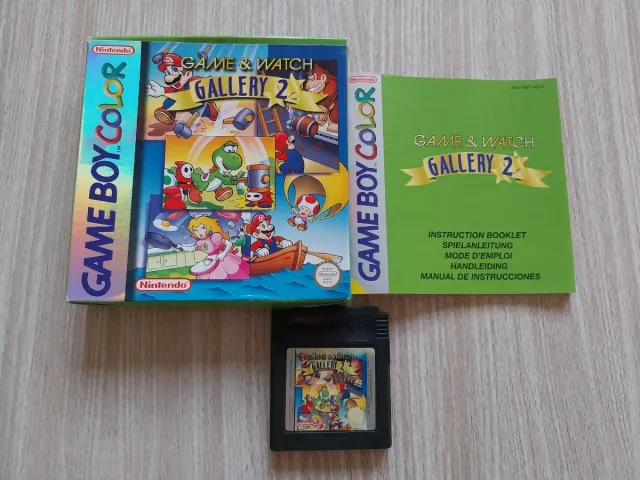 Nintendo
GAME BOY COLOR
GAME & WATCH
GALLERY 2
Nintendo
Nintendo
GAME BOY COLOR
GAME & WATCH
GALLERY 2
INSTRUCTION BOOKLET
SPIELANLEITUNG
MODE D'EMPLOI
HANDLEIDING
MANUAL DE INSTRUCCIONES
GALLERY 2